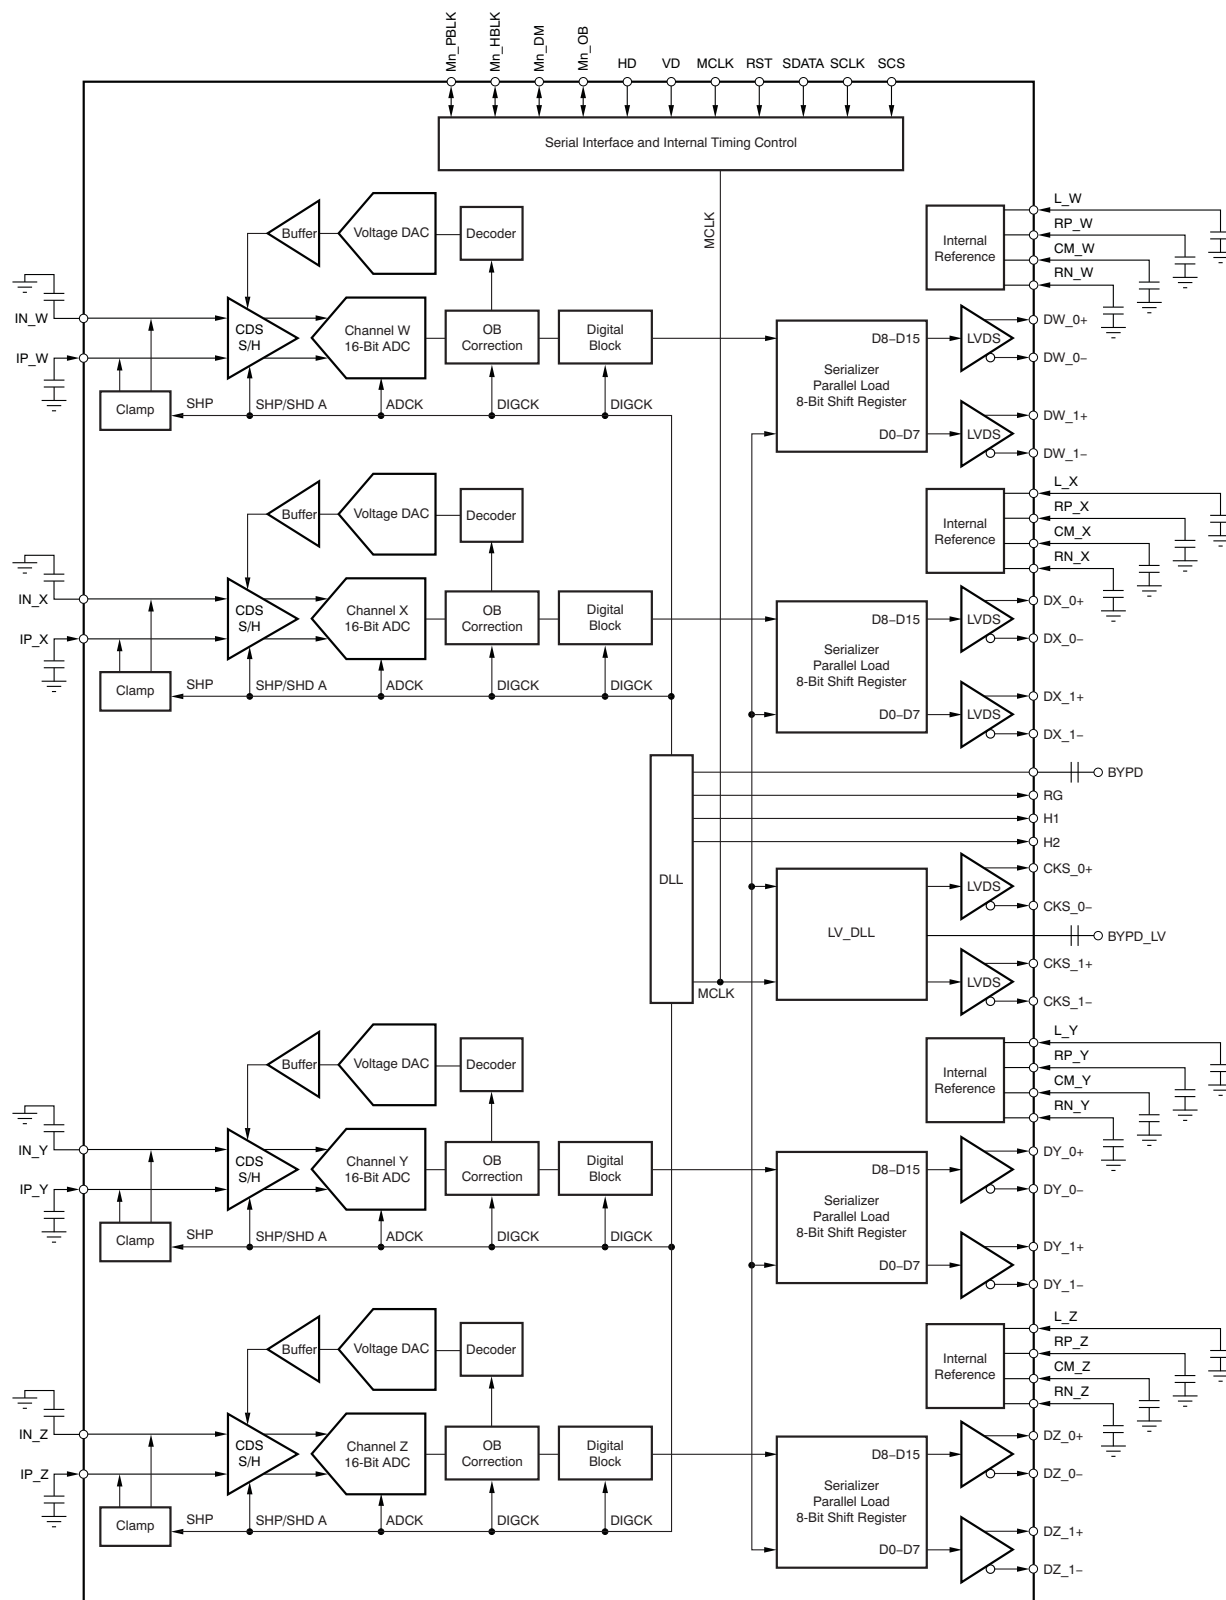 Mn_PBLK
Mn_HBLK
Mn_DM
Mn_OB
HD
VD
MCLK
RST
SDATA
SCLK
SCS
Serial Interface and Internal Timing Control
MCLK
Buffer
Voltage DAC
Decoder
Internal
Reference
L_W
RP_W
CM_W
RN_W
IN_W
IP_W
CDS
S/H
Channel W
16-Bit ADC
OB
Correction
Digital
Block
D8–D15
Serializer
Parallel Load
8-Bit Shift Register
D0–D7
LVDS
DW_0+
DW_0–
LVDS
DW_1+
DW_1–
Clamp
SHP
SHP/SHD A
ADCK
DIGCK
DIGCK
Buffer
Voltage DAC
Decoder
Internal
Reference
L_X
RP_X
CM_X
RN_X
IN_X
IP_X
CDS
S/H
Channel X
16-Bit ADC
OB
Correction
Digital
Block
D8–D15
Serializer
Parallel Load
8-Bit Shift Register
D0–D7
LVDS
DX_0+
DX_0–
LVDS
DX_1+
DX_1–
Clamp
SHP
SHP/SHD A
ADCK
DIGCK
DIGCK
DLL
BYPD
RG
H1
H2
LV_DLL
MCLK
LVDS
CKS_0+
CKS_0–
BYPD_LV
LVDS
CKS_1+
CKS_1–
Buffer
Voltage DAC
Decoder
Internal
Reference
L_Y
RP_Y
CM_Y
RN_Y
IN_Y
IP_Y
CDS
S/H
Channel Y
16-Bit ADC
OB
Correction
Digital
Block
D8–D15
Serializer
Parallel Load
8-Bit Shift Register
D0–D7
DY_0+
DY_0–
DY_1+
DY_1–
Clamp
SHP
SHP/SHD A
ADCK
DIGCK
DIGCK
Buffer
Voltage DAC
Decoder
Internal
Reference
L_Z
RP_Z
CM_Z
RN_Z
IN_Z
IP_Z
CDS
S/H
Channel Z
16-Bit ADC
OB
Correction
Digital
Block
D8–D15
Serializer
Parallel Load
8-Bit Shift Register
D0–D7
DZ_0+
DZ_0–
DZ_1+
DZ_1–
Clamp
SHP
SHP/SHD A
ADCK
DIGCK
DIGCK